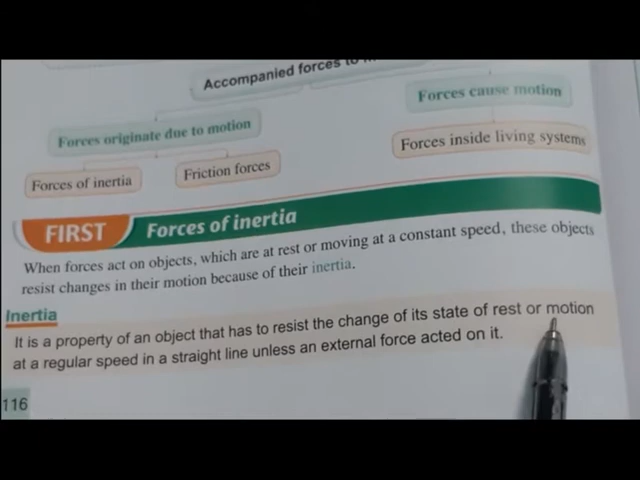 Accompanied forces to
Forces originate due to motion
Forces cause motion
Forces of inertia
Friction forces
Forces inside living systems
FIRST Forces of inertia
When forces act on objects, which are at rest or moving at a constant speed, these objects
resist changes in their motion because of their inertia.
Inertia
It is a property of an object that has to resist the change of its state of rest or motion
at a regular speed in a straight line unless an external force acted on it.
116